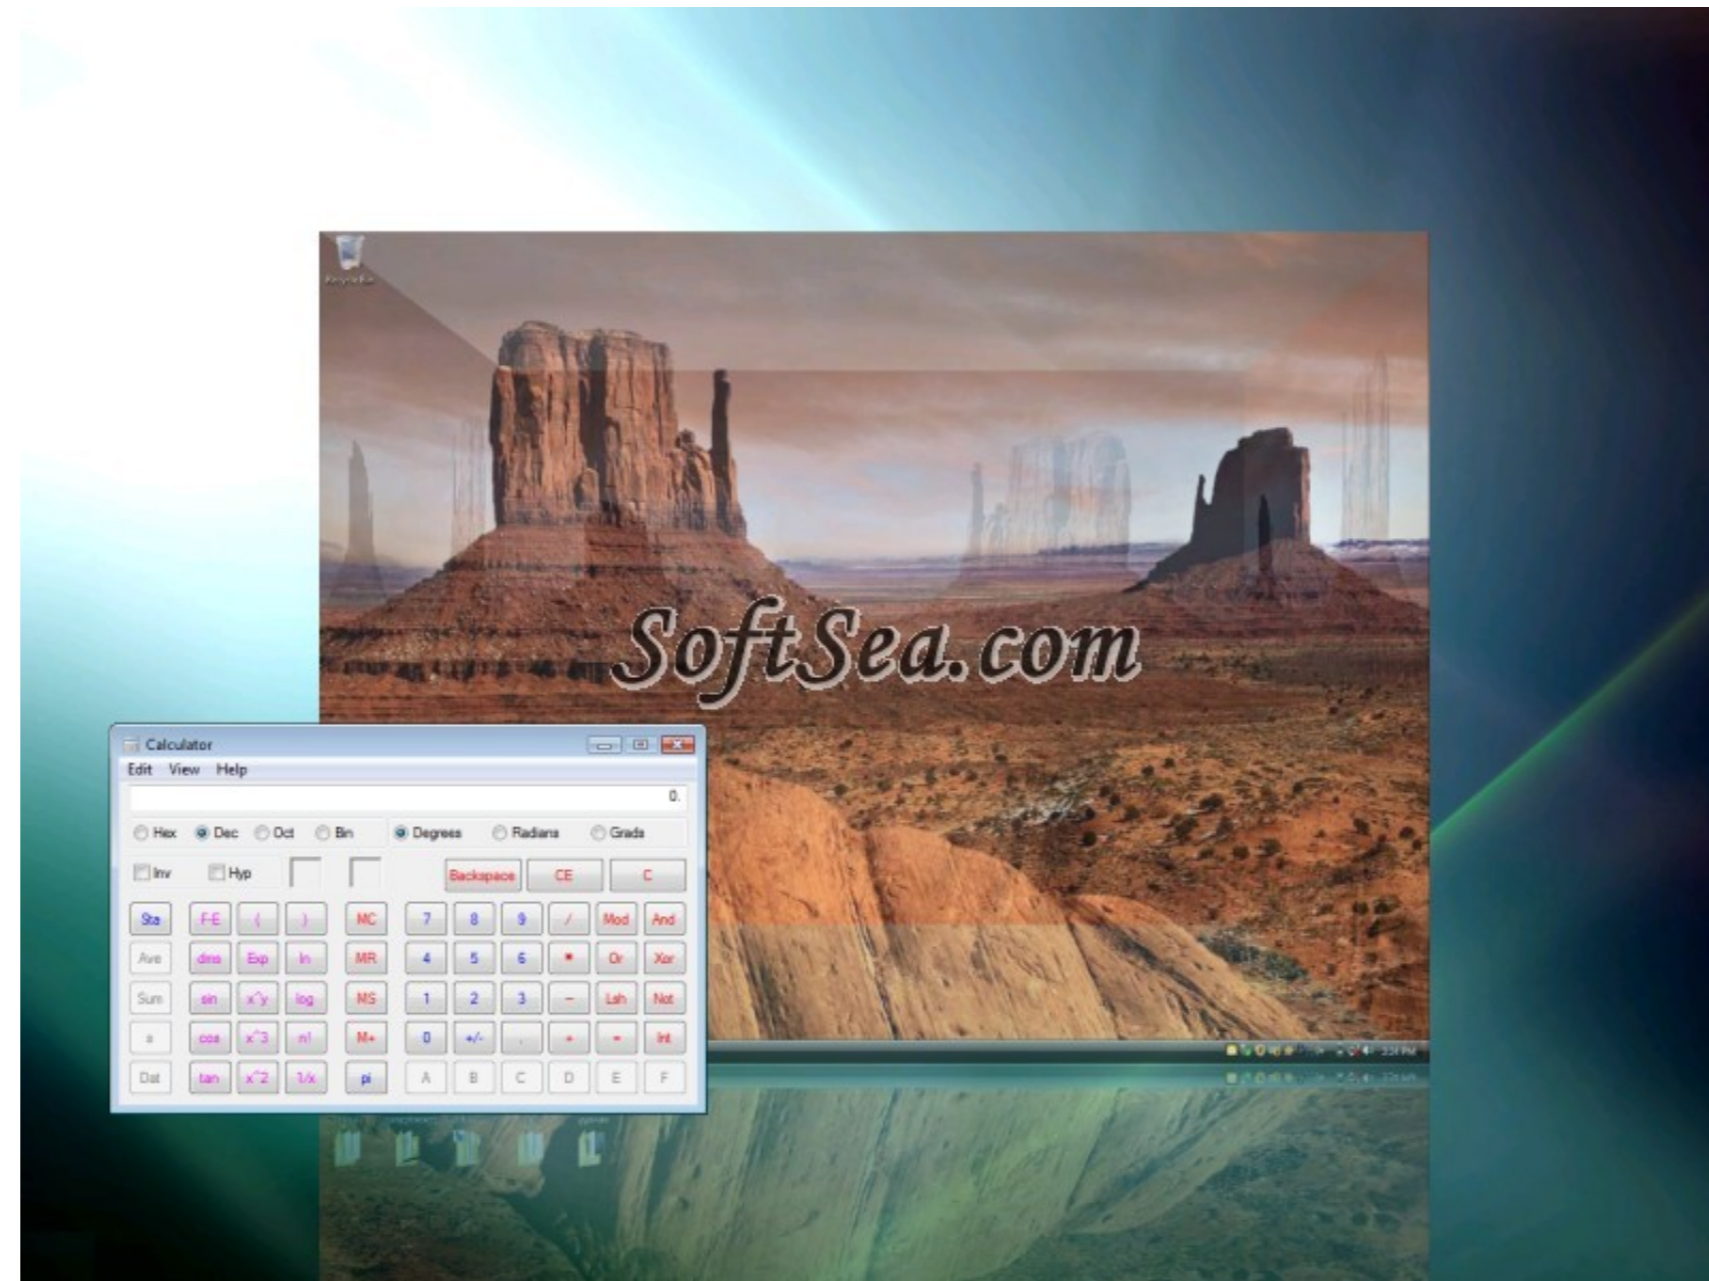 Recycle Bin
SoftSea.com
Calculator
Edit View Help
0.
Hex Dec Oct Bin Degrees Radians Grads
Inv Hyp Backspace CE C
Sta F-E ( ) MC 7 8 9 / Mod And
Ave dms Exp ln MR 4 5 6 * Or Xor
Sum sin x^y log MS 1 2 3 - Lsh Not
s cos x^3 n! M+ 0 +/- . + = Int
Dat tan x^2 1/x pi A B C D E F